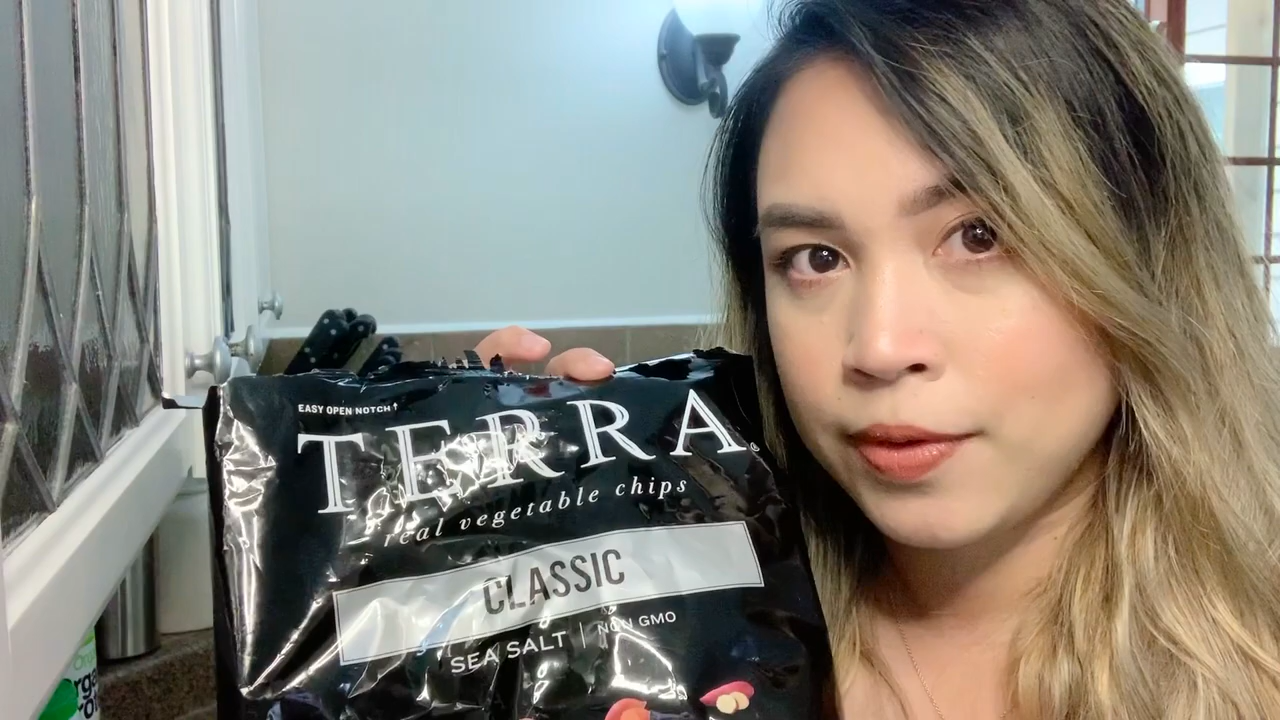 EASY OPEN NOTCH↑
TERRA®
real vegetable chips
CLASSIC
SEA SALT | NON GMO